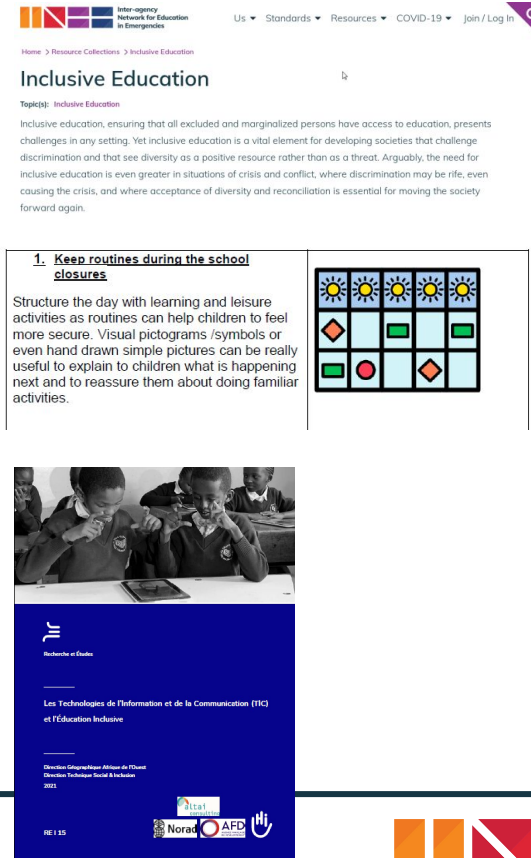 Inter-agency
Network for Education
in Emergencies
Us Standards Resources COVID-19 Join / Log In
Home > Resource Collections > Inclusive Education
Inclusive Education
Topic(s): Inclusive Education
Inclusive education, ensuring that all excluded and marginalized persons have access to education, presents
challenges in any setting. Yet inclusive education is a vital element for developing societies that challenge
discrimination and that see diversity as a positive resource rather than as a threat. Arguably, the need for
inclusive education is even greater in situations of crisis and conflict, where discrimination may be rife, even
causing the crisis, and where acceptance of diversity and reconciliation is essential for moving the society
forward again.
1. Keep routines during the school
closures
Structure the day with learning and leisure
activities as routines can help children to feel
more secure. Visual pictograms /symbols or
even hand drawn simple pictures can be really
useful to explain to children what is happening
next and to reassure them about doing familiar
activities.
Recherche et Études
Les Technologies de l'Information et de la Communication (TIC)
et l'Éducation Inclusive
Direction Géographique Afrique de l'Ouest
Direction Technique Social & Inclusion
2021
altai
consulting
Norad
AFD
Hi
RE I 15